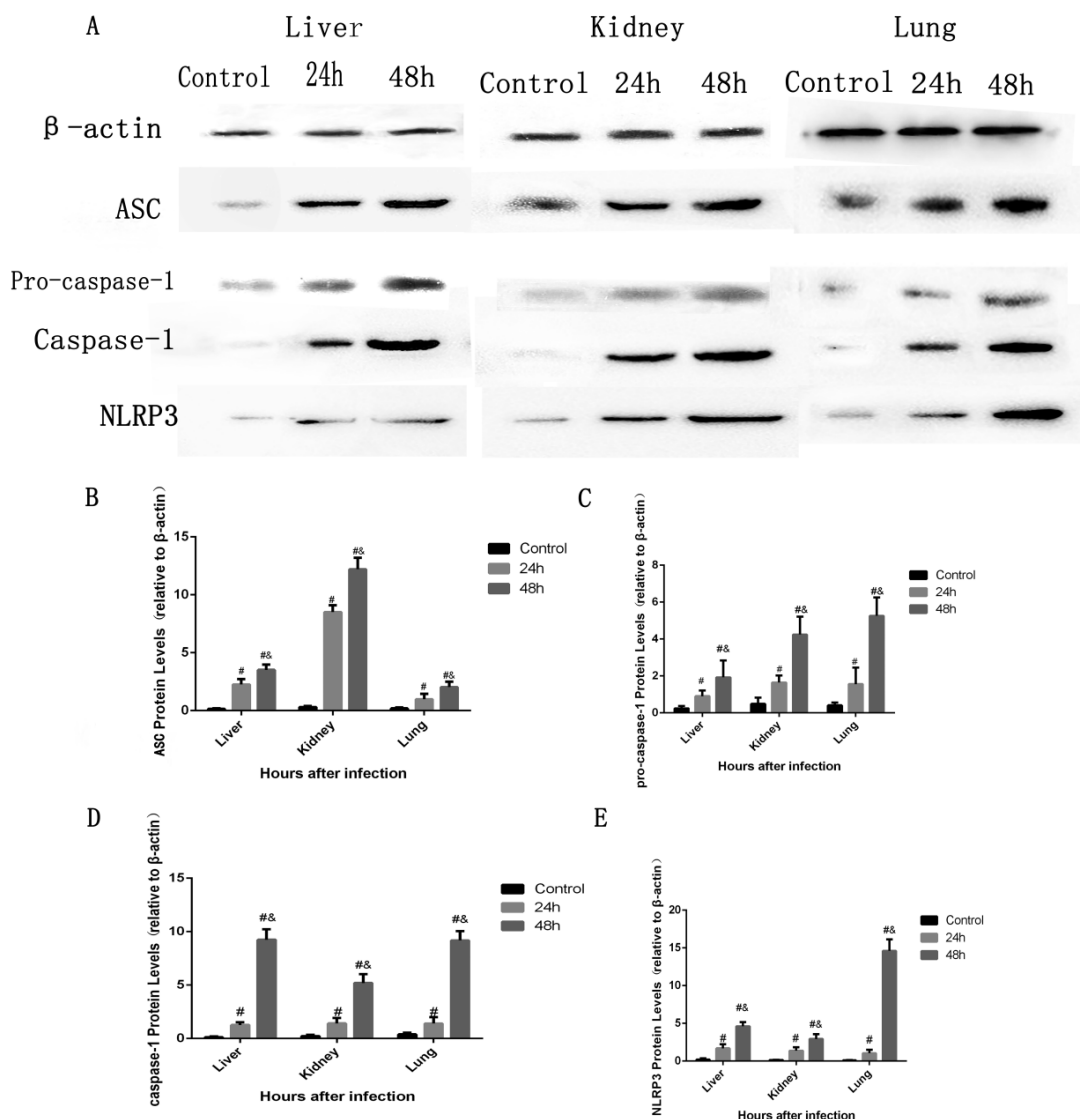 A
Liver Kidney Lung
Control 24h 48h Control 24h 48h Control 24h 48h
β-actin
ASC
Pro-caspase-1
Caspase-1
NLRP3
B
ASC Protein Levels (relative to β-actin)
15
10
5
0
#
#&
#
#&
#
#&
Control
24h
48h
Liver Kidney Lung
Hours after infection
C
pro-caspase-1 Protein Levels (relative to β-actin)
8
6
4
2
0
#
#&
#
#&
#
#&
Control
24h
48h
Liver Kidney Lung
Hours after infection
D
caspase-1 Protein Levels (relative to β-actin)
15
10
5
0
#
#&
#
#&
#
#&
Control
24h
48h
Liver Kidney Lung
Hours after infection
E
NLRP3 Protein Levels (relative to β-actin)
20
15
10
5
0
#
#&
#
#&
#
#&
Control
24h
48h
Liver Kidney Lung
Hours after infection